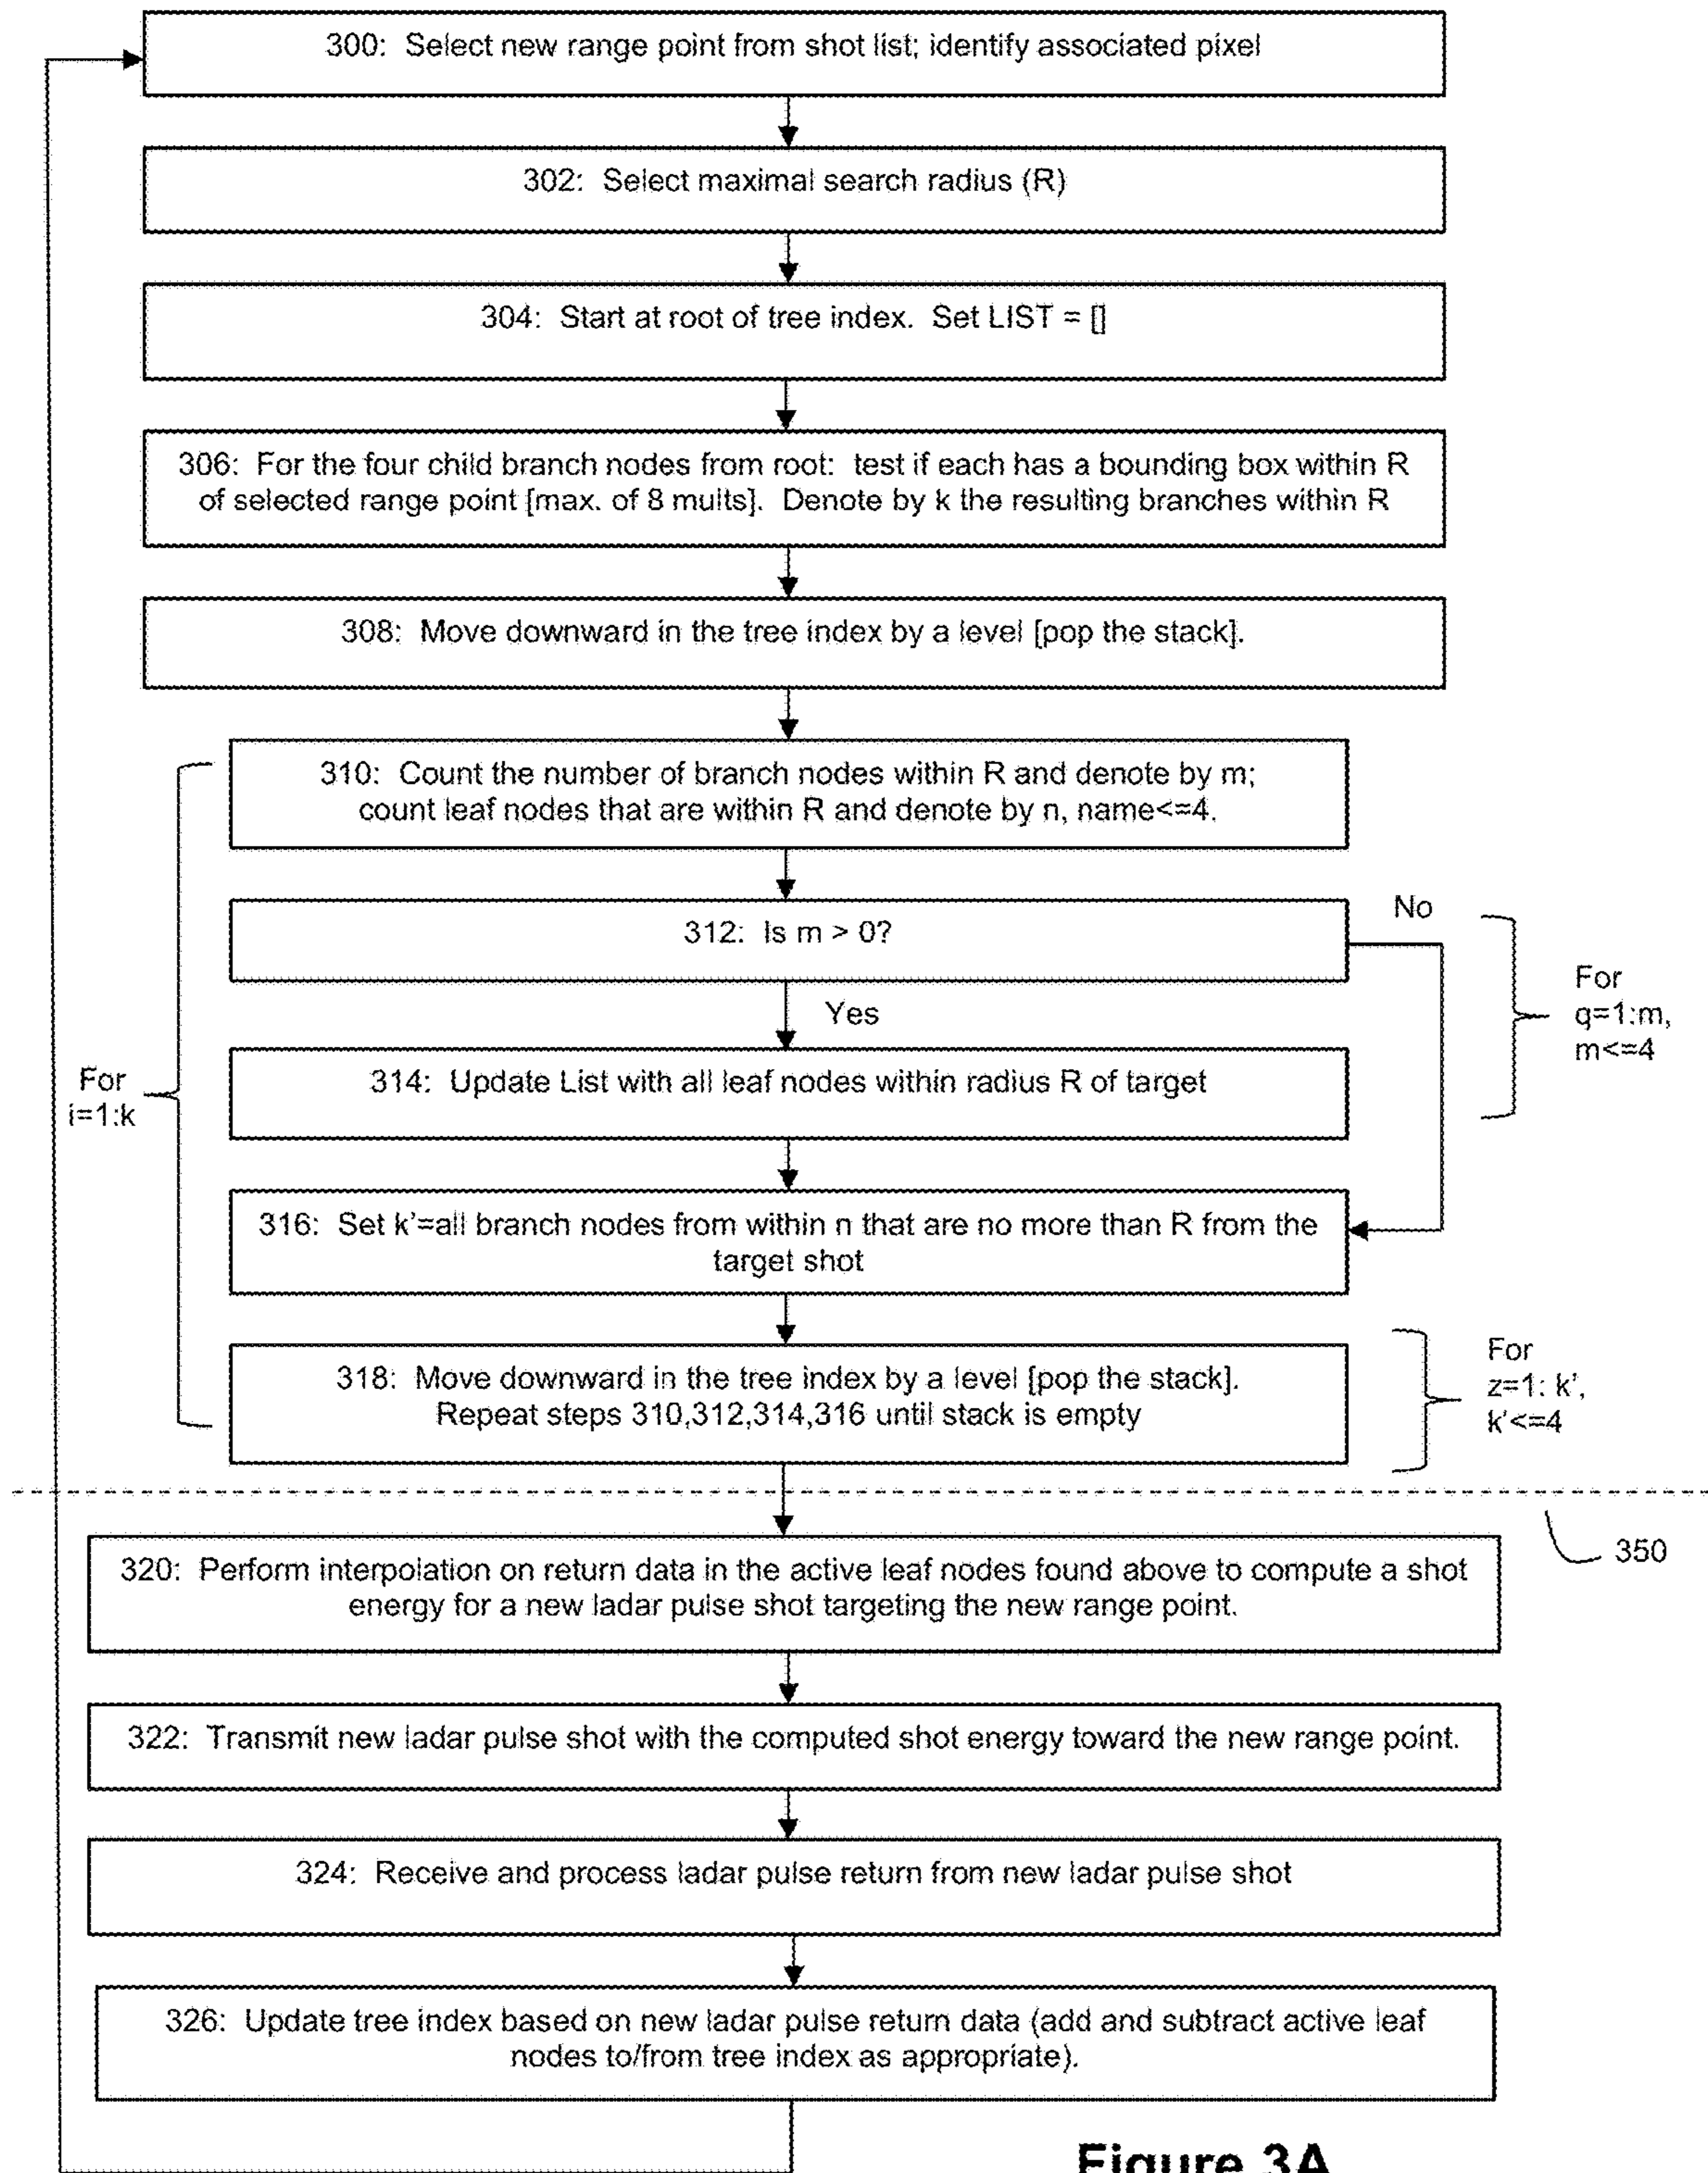 300: Select new range point from shot list; identify associated pixel
302: Select maximal search radius (R)
304: Start at root of tree index. Set LIST = []
306: For the four child branch nodes from root: test if each has a bounding box within R
of selected range point [max. of 8 mults]. Denote by k the resulting branches within R
308: Move downward in the tree index by a level [pop the stack].
310: Count the number of branch nodes within R and denote by m;
count leaf nodes that are within R and denote by n, name<=4.
312: Is m > 0?
No
Yes
For
q=1:m,
m<=4
314: Update List with all leaf nodes within radius R of target
For
i=1:k
316: Set k'=all branch nodes from within n that are no more than R from the
target shot
318: Move downward in the tree index by a level [pop the stack].
Repeat steps 310,312,314,316 until stack is empty
For
z=1: k',
k'<=4
350
320: Perform interpolation on return data in the active leaf nodes found above to compute a shot
energy for a new ladar pulse shot targeting the new range point.
322: Transmit new ladar pulse shot with the computed shot energy toward the new range point.
324: Receive and process ladar pulse return from new ladar pulse shot
326: Update tree index based on new ladar pulse return data (add and subtract active leaf
nodes to/from tree index as appropriate).
Figure 3A